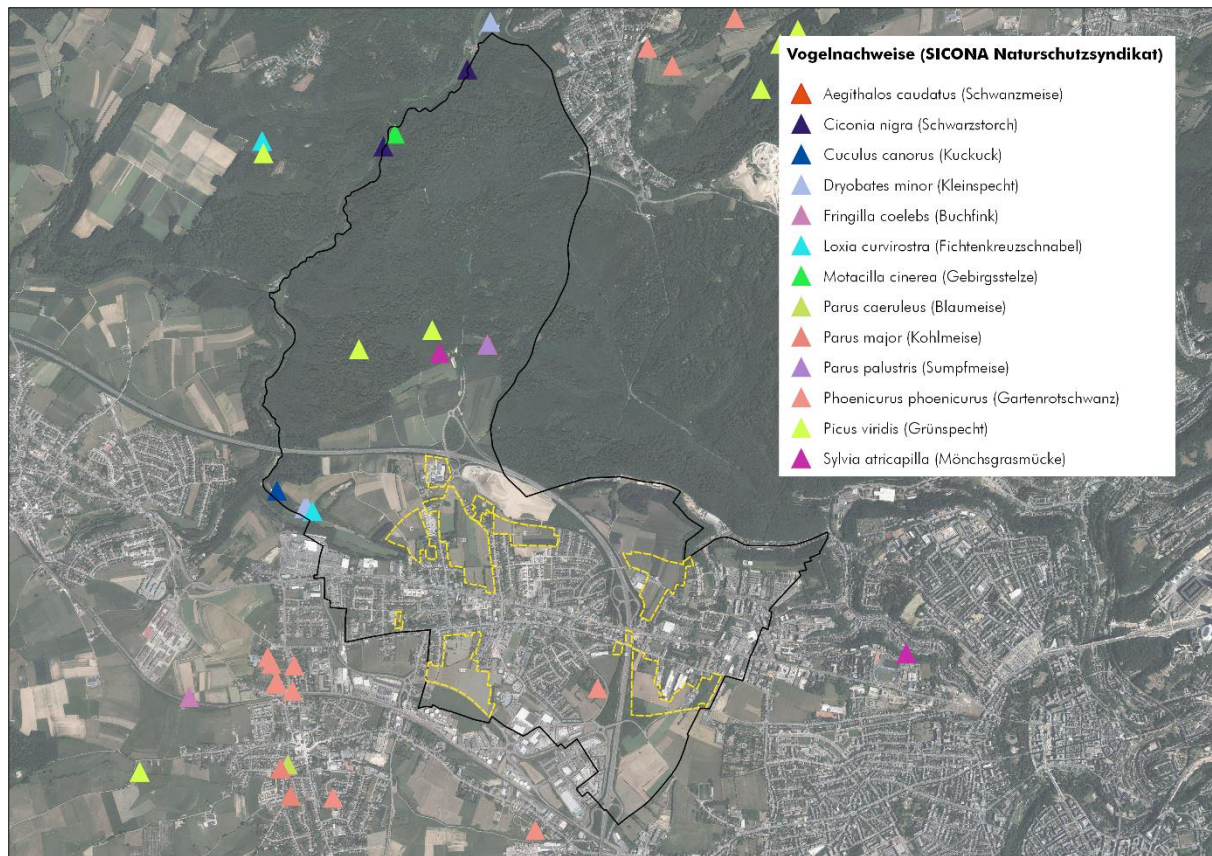 Vogelnachweise (SICONA Naturschutzsyndikat)
Aegithalos caudatus (Schwanzmeise)
Ciconia nigra (Schwarzstorch)
Cuculus canorus (Kuckuck)
Dryobates minor (Kleinspecht)
Fringilla coelebs (Buchfink)
Loxia curvirostra (Fichtenkreuzschnabel)
Motacilla cinerea (Gebirgsstelze)
Parus caeruleus (Blaumeise)
Parus major (Kohlmeise)
Parus palustris (Sumpfmeise)
Phoenicurus phoenicurus (Gartenrotschwanz)
Picus viridis (Grünspecht)
Sylvia atricapilla (Mönchsgrasmücke)